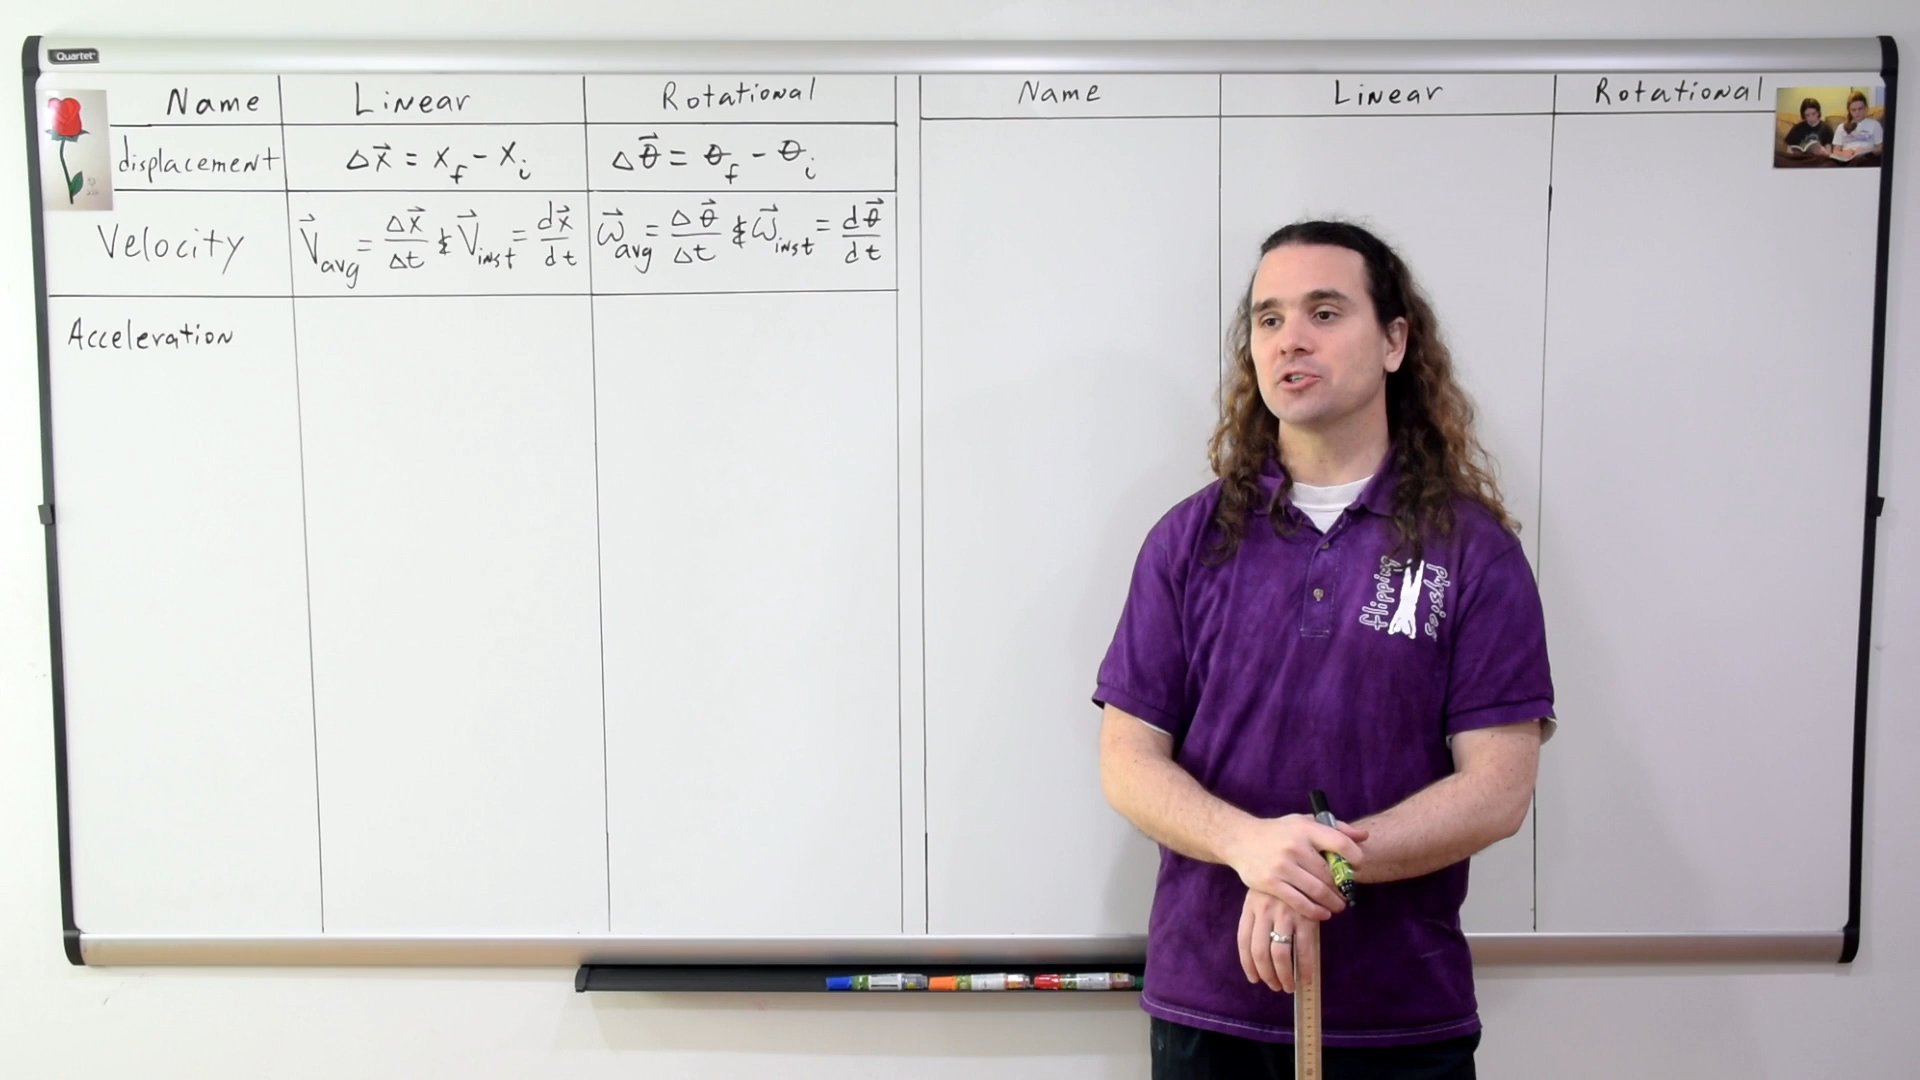 Quartet
Name Linear Rotational
displacement Δx⃗ = x_f - x_i Δθ⃗ = θ_f - θ_i
Velocity V⃗_avg = Δx⃗/Δt & V⃗_inst = dx⃗/dt ω⃗_avg = Δθ⃗/Δt & ω⃗_inst = dθ⃗/dt
Acceleration
Name Linear Rotational
flipping physics